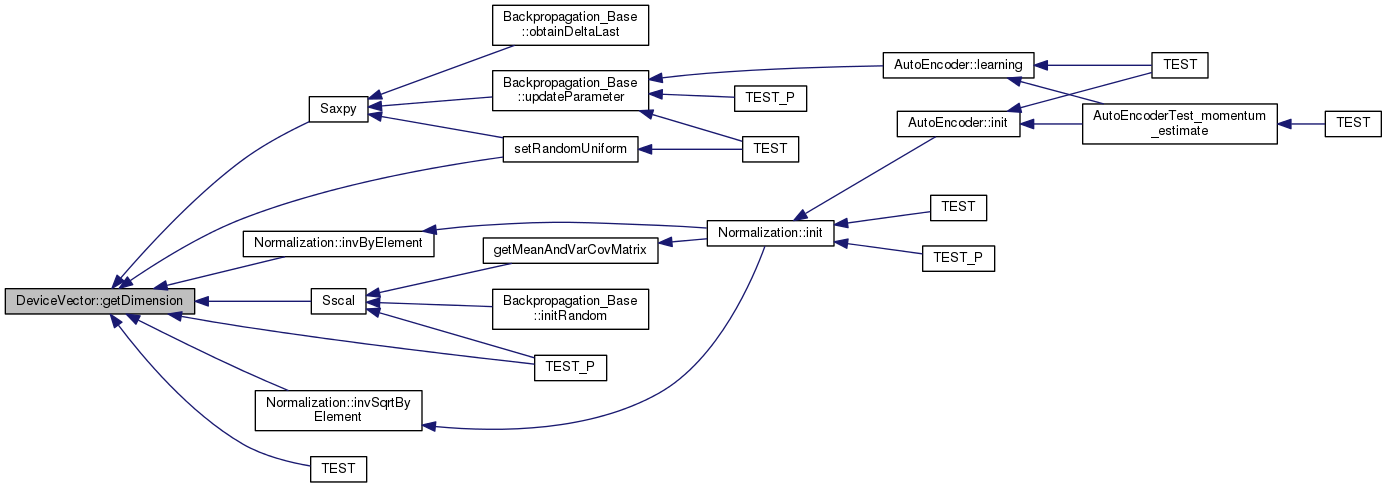 Backpropagation_Base
::obtainDeltaLast
AutoEncoder::learning
TEST
Backpropagation_Base
::updateParameter
TEST_P
Saxpy
AutoEncoder::init
AutoEncoderTest_momentum
_estimate
TEST
setRandomUniform
TEST
TEST
Normalization::init
Normalization::invByElement
getMeanAndVarCovMatrix
TEST_P
DeviceVector::getDimension
Sscal
Backpropagation_Base
::initRandom
TEST_P
Normalization::invSqrtBy
Element
TEST